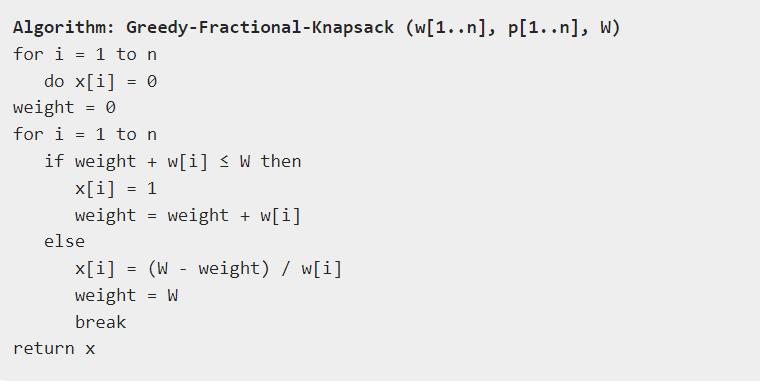 Algorithm: Greedy-Fractional-Knapsack (w[1..n], p[1..n], W)
for i = 1 to n
   do x[i] = 0
weight = 0
for i = 1 to n
   if weight + w[i] ≤ W then
      x[i] = 1
      weight = weight + w[i]
   else
      x[i] = (W - weight) / w[i]
      weight = W
      break
return x